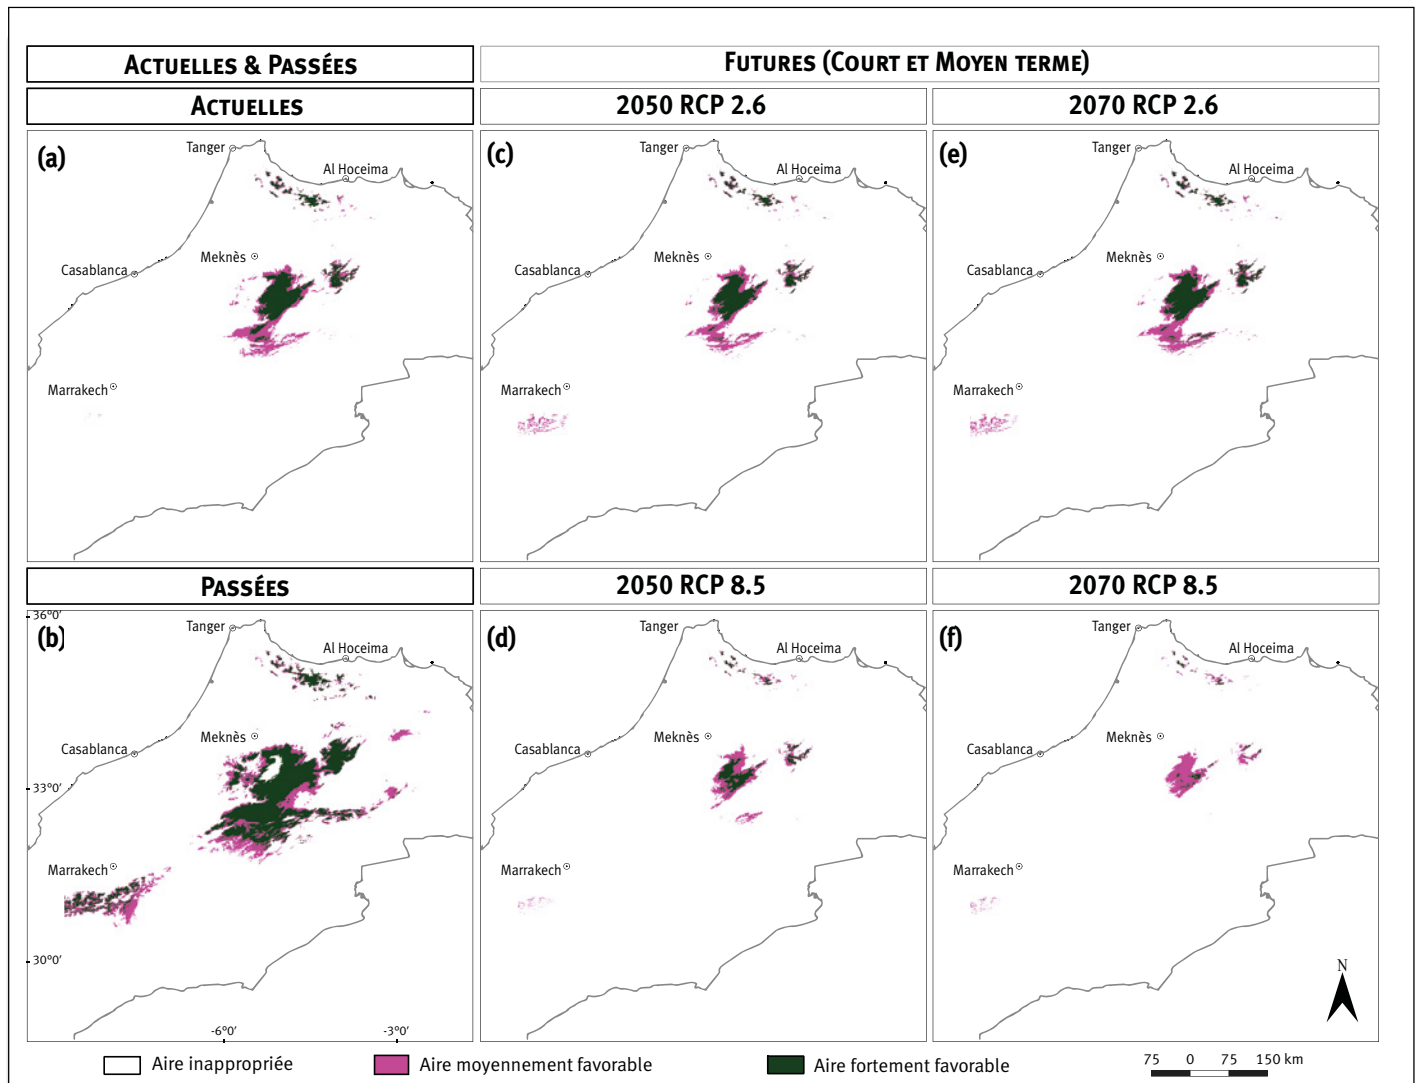 ACTUELLES & PASSÉES
FUTURES (COURT ET MOYEN TERME)
ACTUELLES
2050 RCP 2.6
2070 RCP 2.6
(a)
Tanger
Al Hoceima
Meknès
Casablanca
Marrakech
(c)
Tanger
Al Hoceima
Meknès
Casablanca
Marrakech
(e)
Tanger
Al Hoceima
Meknès
Casablanca
Marrakech
PASSÉES
2050 RCP 8.5
2070 RCP 8.5
36°0'
(b)
Tanger
Al Hoceima
Meknès
Casablanca
33°0'
Marrakech
30°0'
-6°0'
-3°0'
(d)
Tanger
Al Hoceima
Meknès
Casablanca
Marrakech
(f)
Tanger
Al Hoceima
Meknès
Casablanca
Marrakech
N
Aire inappropriée
Aire moyennement favorable
Aire fortement favorable
75 0 75 150 km